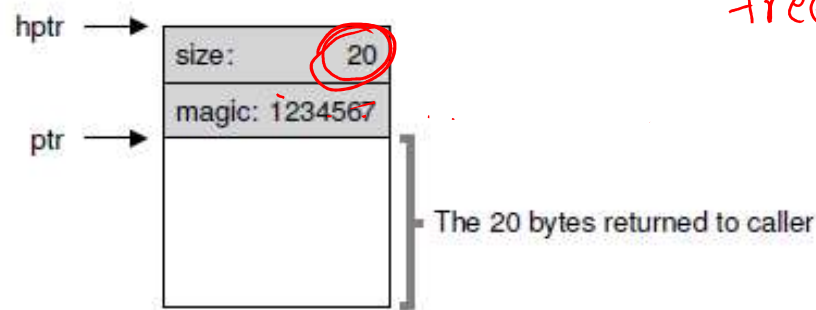 hptr
size: 20
magic: 1234567
ptr
The 20 bytes returned to caller